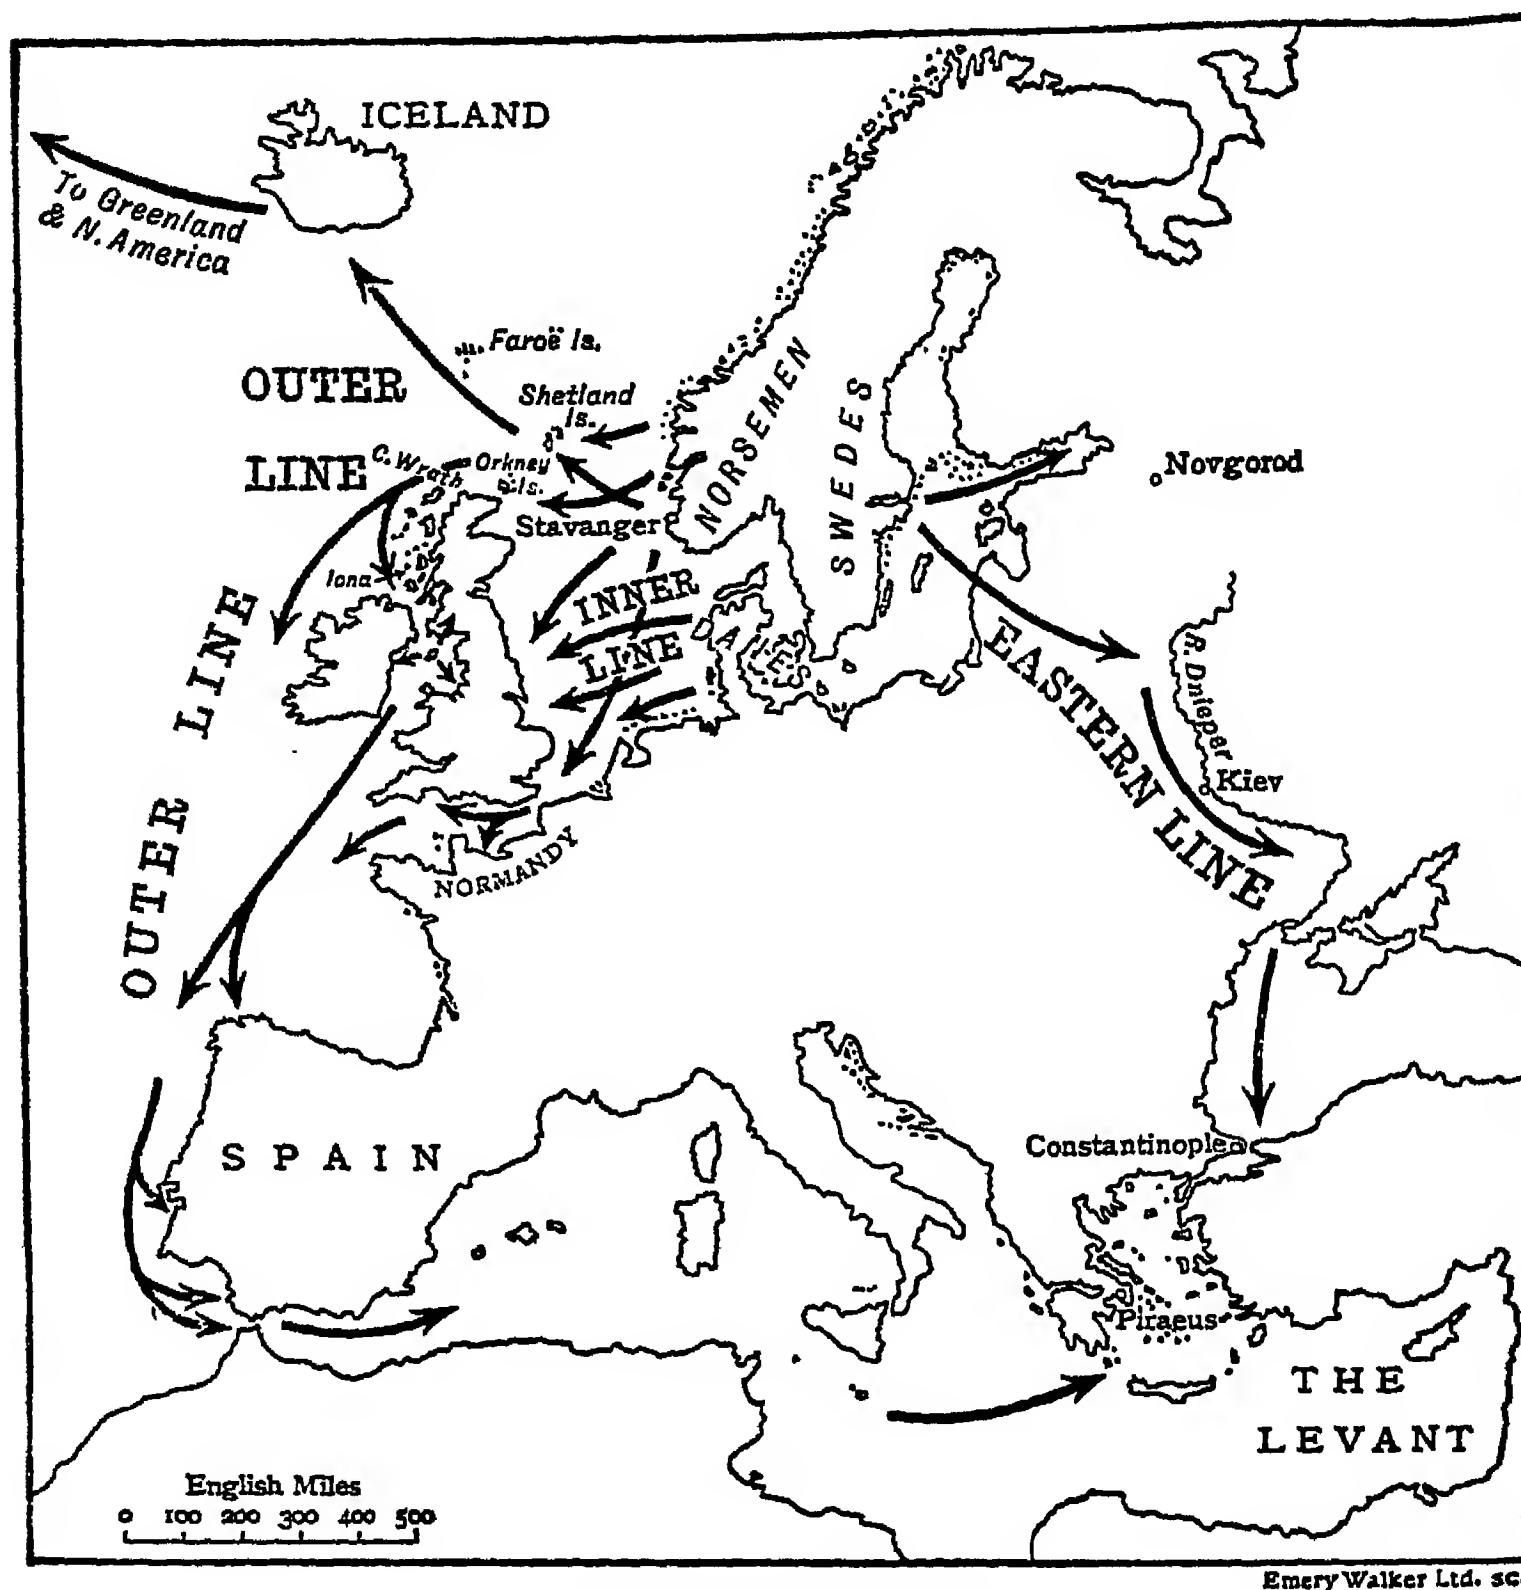 ICELAND
To Greenland
& N. America
Faroë Is.
OUTER
LINE
Shetland
Is.
C. Wrath
Orkney
Is.
Stavanger
NORSEMEN
SWEDES
Novgorod
Iona
INNER
LINE
DANES
OUTER LINE
EASTERN LINE
R. Dnieper
Kiev
NORMANDY
SPAIN
Constantinople
Piraeus
THE
LEVANT
English Miles
0 100 200 300 400 500
Emery Walker Ltd. sc.